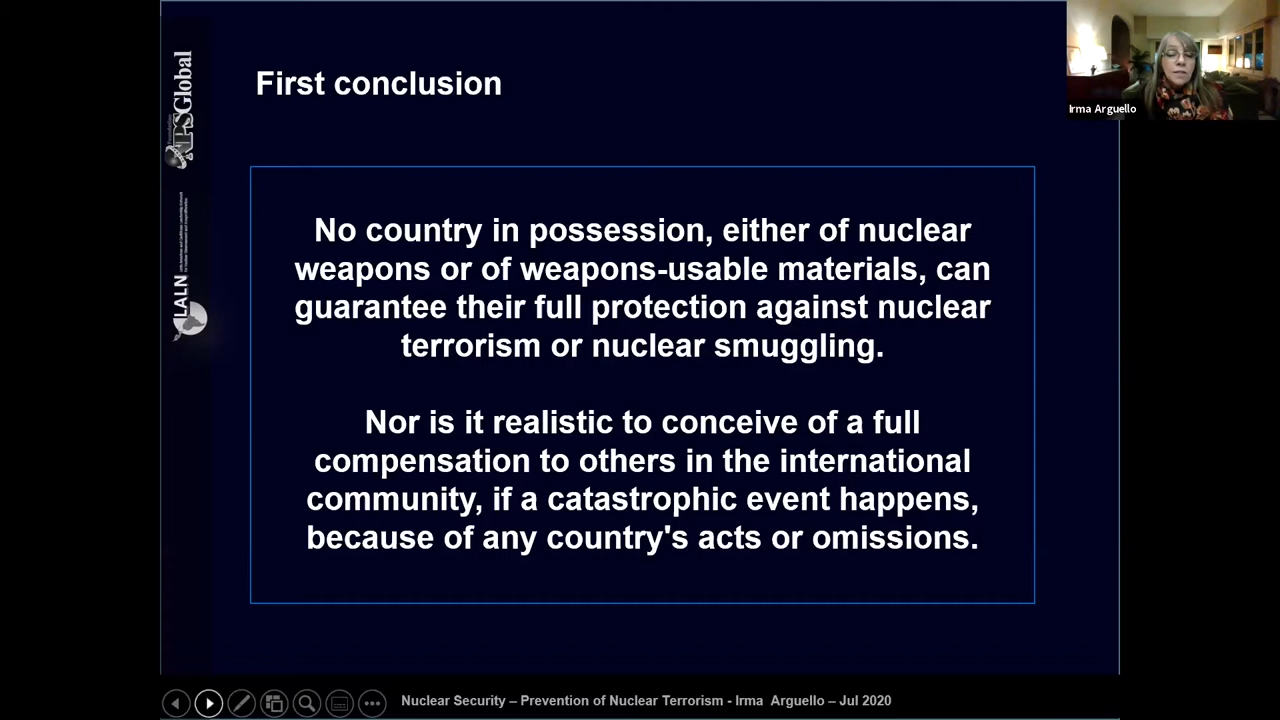 First conclusion
Irma Arguello
NPSGlobal
LALN
No country in possession, either of nuclear
weapons or of weapons-usable materials, can
guarantee their full protection against nuclear
terrorism or nuclear smuggling.
Nor is it realistic to conceive of a full
compensation to others in the international
community, if a catastrophic event happens,
because of any country's acts or omissions.
Nuclear Security – Prevention of Nuclear Terrorism - Irma  Arguello – Jul 2020